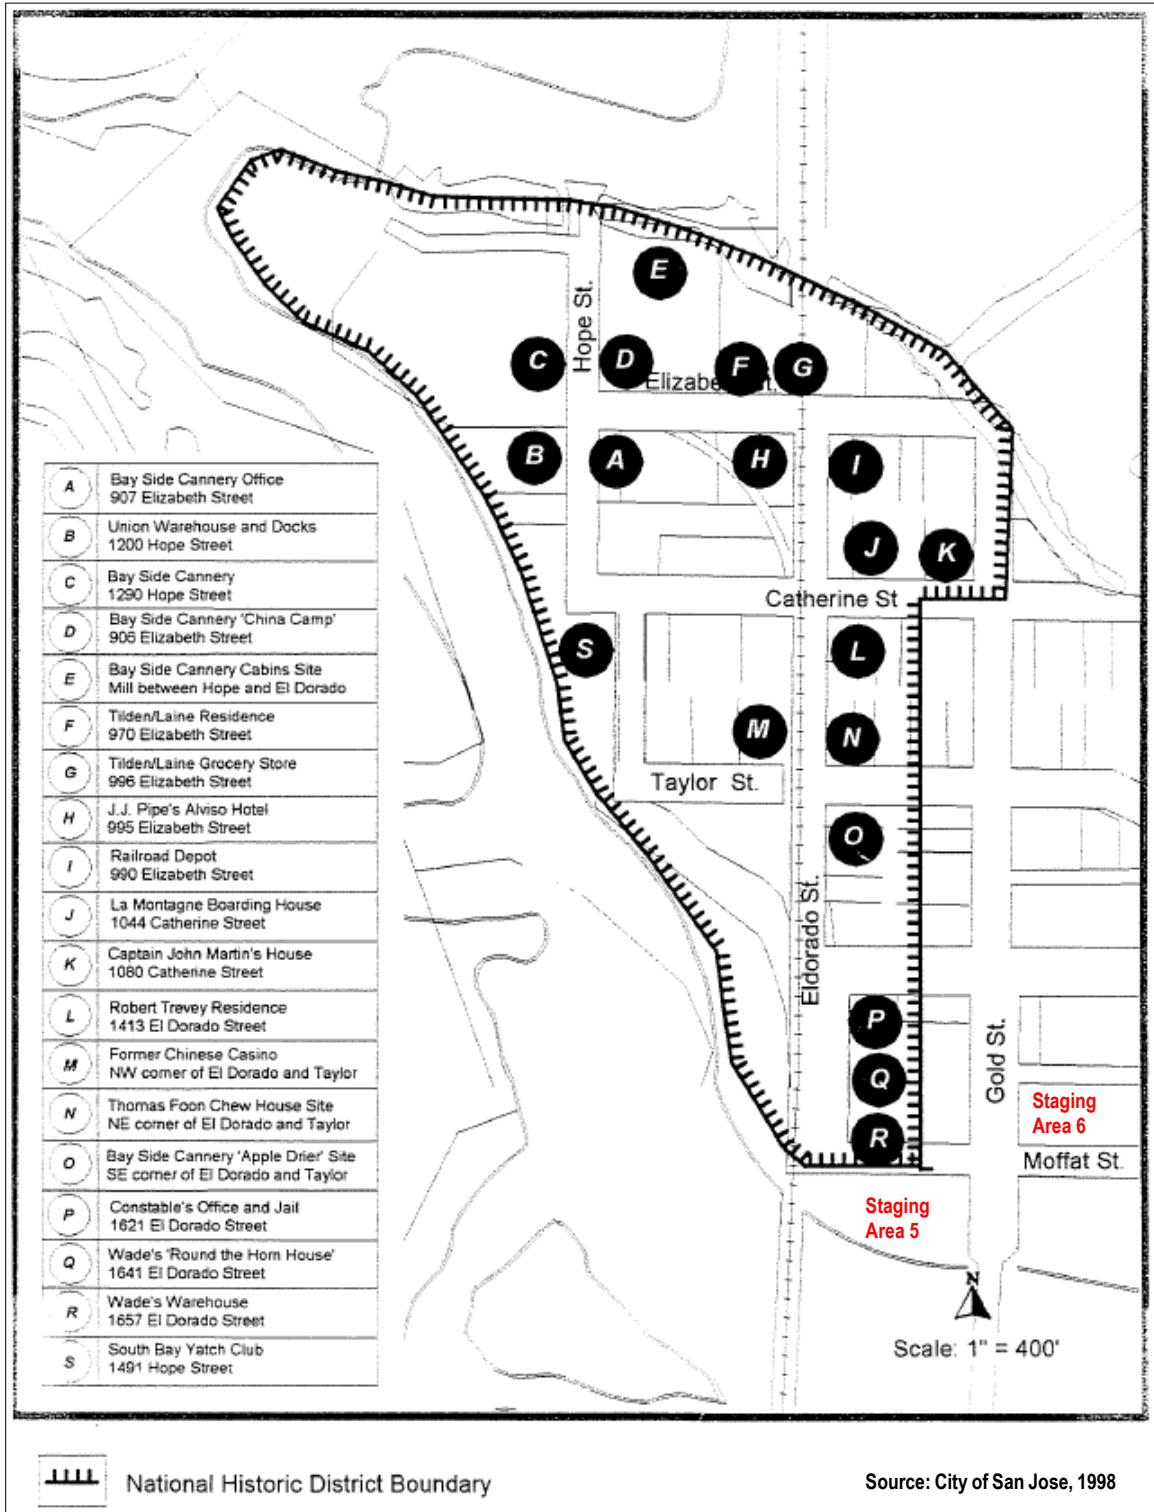 E
Hope St.
C
D
F
G
Elizabeth St.
B
A
H
I
J
K
Catherine St
S
L
M
N
Taylor St.
O
Eldorado St.
P
Q
R
Gold St.
Staging
Area 6
Moffat St.
Staging
Area 5
N
Scale: 1" = 400'
A
Bay Side Cannery Office
907 Elizabeth Street
B
Union Warehouse and Docks
1200 Hope Street
C
Bay Side Cannery
1290 Hope Street
D
Bay Side Cannery 'China Camp'
906 Elizabeth Street
E
Bay Side Cannery Cabins Site
Mill between Hope and El Dorado
F
Tilden/Laine Residence
970 Elizabeth Street
G
Tilden/Laine Grocery Store
996 Elizabeth Street
H
J.J. Pipe's Alviso Hotel
995 Elizabeth Street
I
Railroad Depot
990 Elizabeth Street
J
La Montagne Boarding House
1044 Catherine Street
K
Captain John Martin's House
1080 Catherine Street
L
Robert Trevey Residence
1413 El Dorado Street
M
Former Chinese Casino
NW corner of El Dorado and Taylor
N
Thomas Foon Chew House Site
NE corner of El Dorado and Taylor
O
Bay Side Cannery 'Apple Drier' Site
SE corner of El Dorado and Taylor
P
Constable's Office and Jail
1621 El Dorado Street
Q
Wade's 'Round the Horn House'
1641 El Dorado Street
R
Wade's Warehouse
1657 El Dorado Street
S
South Bay Yatch Club
1491 Hope Street
National Historic District Boundary
Source: City of San Jose, 1998